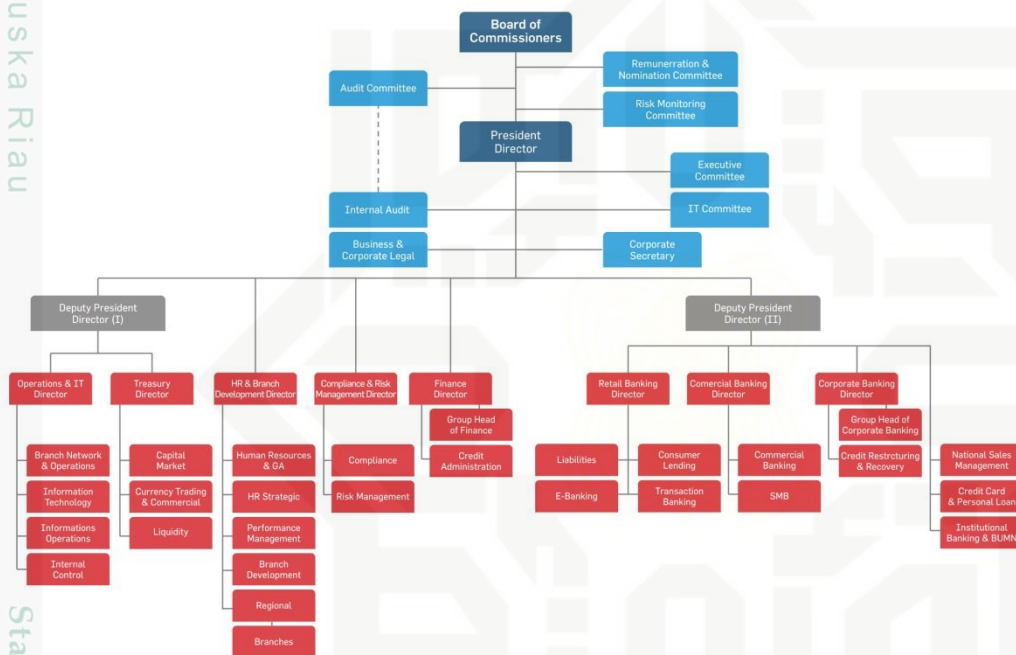 uska Riau
Sta
Board of
Commissioners
Remunerration &
Nomination Committee
Audit Committee
Risk Monitoring
Committee
President
Director
Executive
Committee
Internal Audit
IT Committee
Business &
Corporate Legal
Corporate
Secretary
Deputy President
Director (I)
Deputy President
Director (II)
Operations & IT
Director
Treasury
Director
HR & Branch
Development Director
Compliance & Risk
Management Director
Finance
Director
Retail Banking
Director
Comercial Banking
Director
Corporate Banking
Director
Group Head
of Finance
Group Head of
Corporate Banking
Branch Network
& Operations
Capital
Market
Human Resources
& GA
Compliance
Credit
Administration
Liabilities
Consumer
Lending
Commercial
Banking
Credit Restrcturing
& Recovery
National Sales
Management
Information
Technology
Currency Trading
& Commercial
HR Strategic
Risk Management
E-Banking
Transaction
Banking
SMB
Credit Card
& Personal Loan
Informations
Operations
Liquidity
Performance
Management
Institutional
Banking & BUMN
Internal
Control
Branch
Development
Regional
Branches